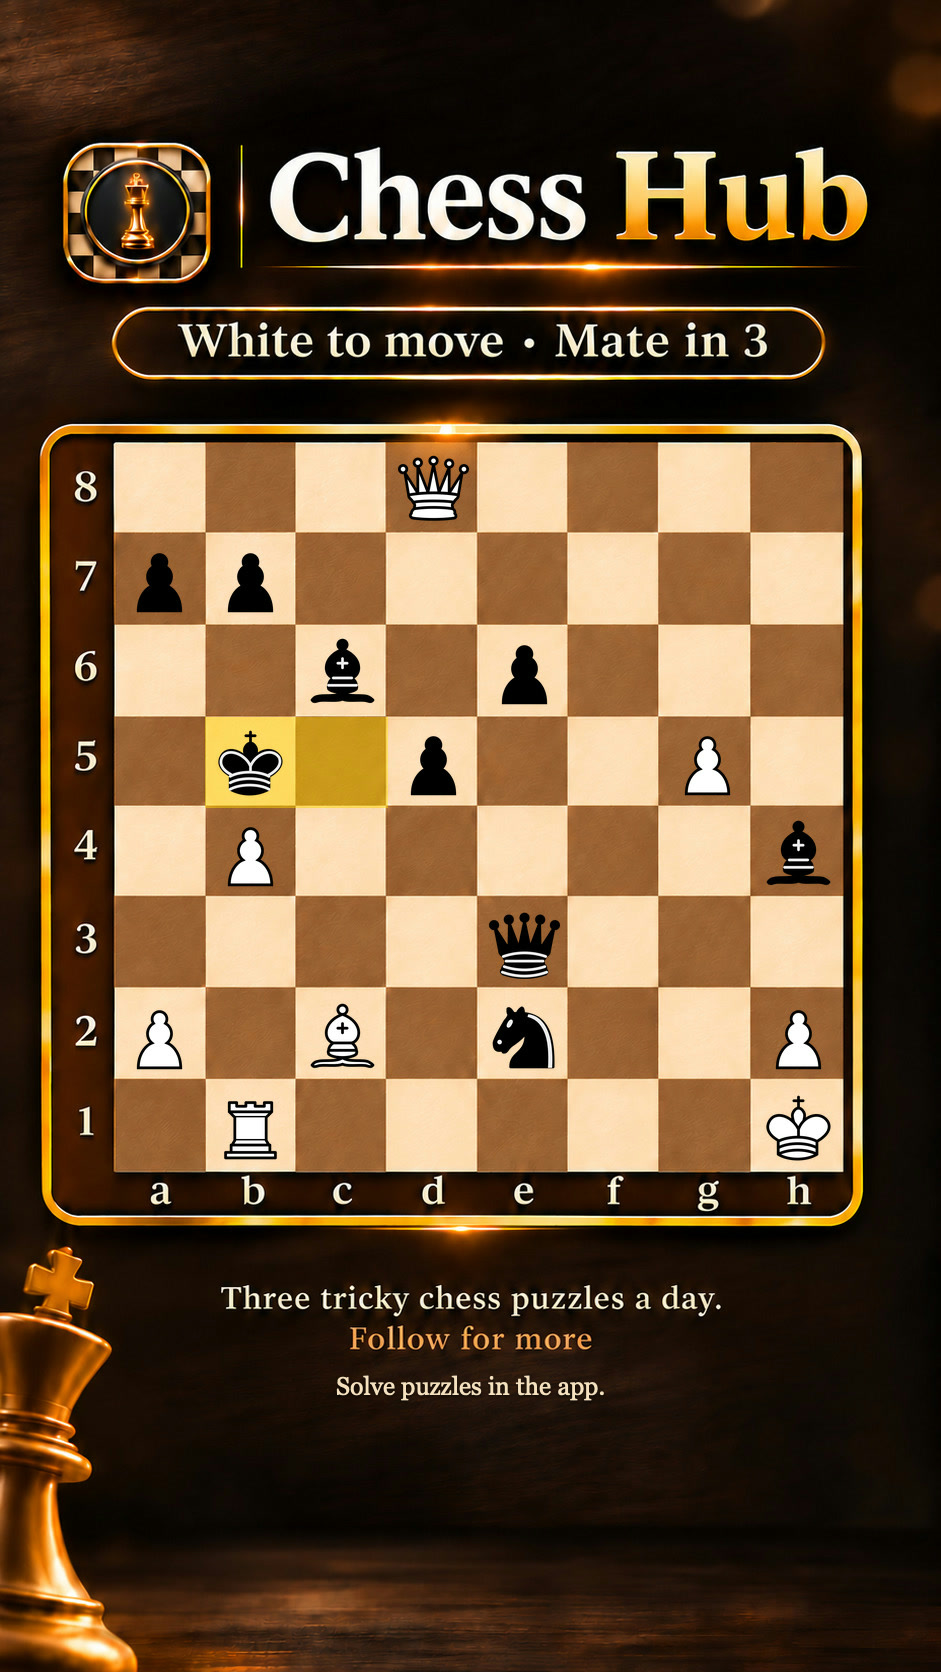 Chess Hub
White to move • Mate in 3
8
7
6
5
4
3
2
1
a b c d e f g h
Three tricky chess puzzles a day.
Follow for more
Solve puzzles in the app.